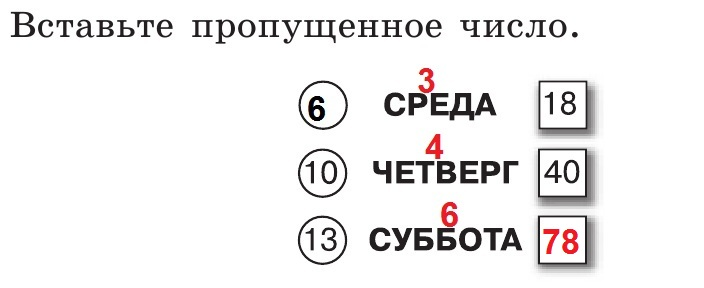 Вставьте пропущенное число.
3
6 СРЕДА 18
4
10 ЧЕТВЕРГ 40
6
13 СУББОТА 78